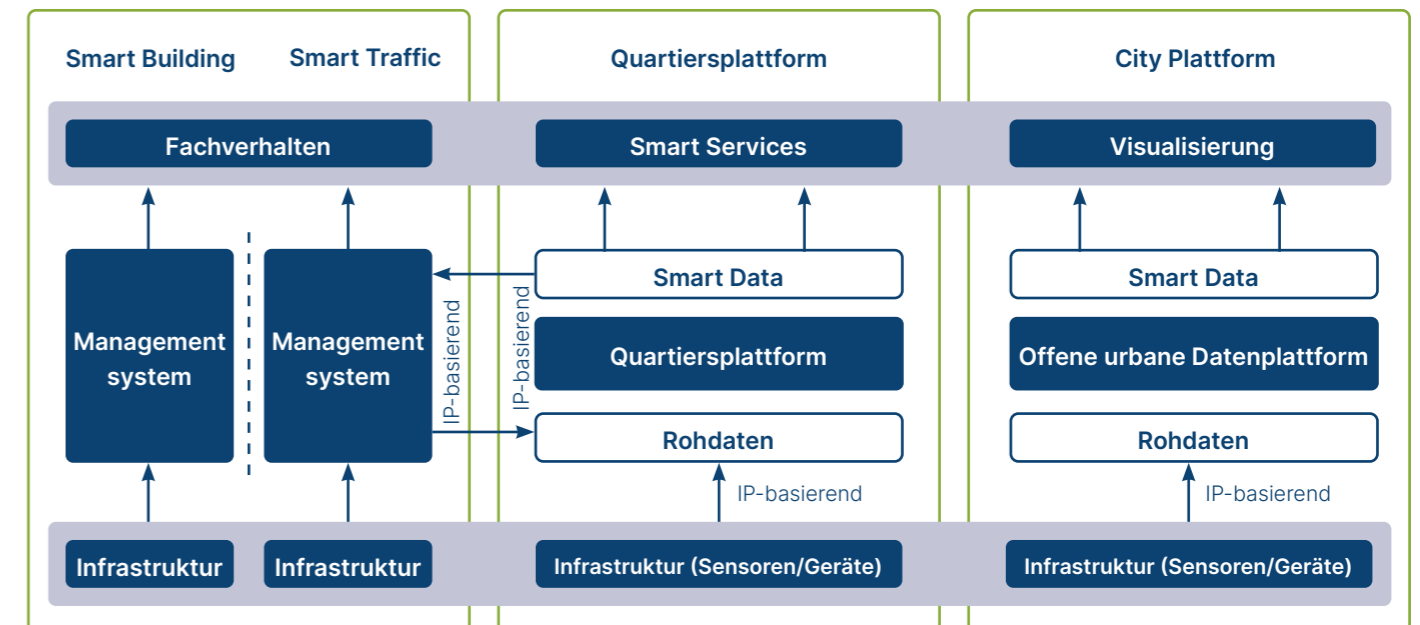 Smart Building
Smart Traffic
Quartiersplattform
City Plattform
Fachverhalten
Smart Services
Visualisierung
Management
system
Management
system
IP-basierend
IP-basierend
Smart Data
Quartiersplattform
Rohdaten
IP-basierend
Smart Data
Offene urbane Datenplattform
Rohdaten
IP-basierend
Infrastruktur
Infrastruktur
Infrastruktur (Sensoren/Geräte)
Infrastruktur (Sensoren/Geräte)